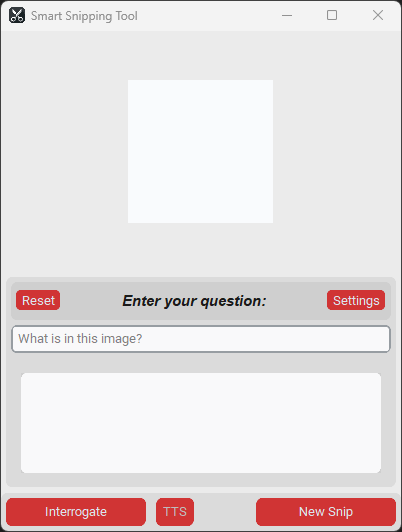 Smart Snipping Tool
Reset Enter your question: Settings
What is in this image?
Interrogate TTS New Snip